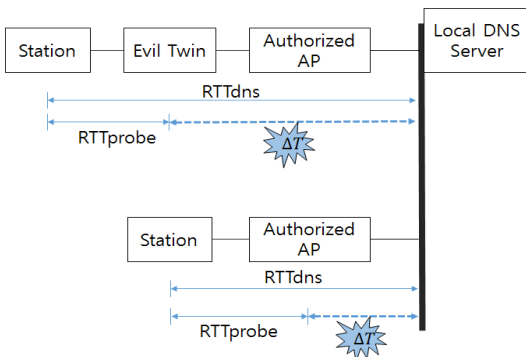 Station
Evil Twin
Authorized
AP
Local DNS
Server
RTTdns
RTTprobe
ΔT
Station
Authorized
AP
RTTdns
RTTprobe
ΔT